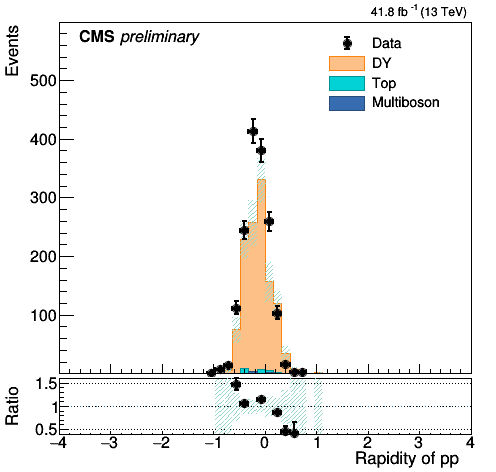 41.8 fb⁻¹ (13 TeV)
CMS preliminary
Data
DY
Top
Multiboson
Events
500
400
300
200
100
Ratio
1.5
1
0.5
−4 −3 −2 −1 0 1 2 3 4
Rapidity of pp